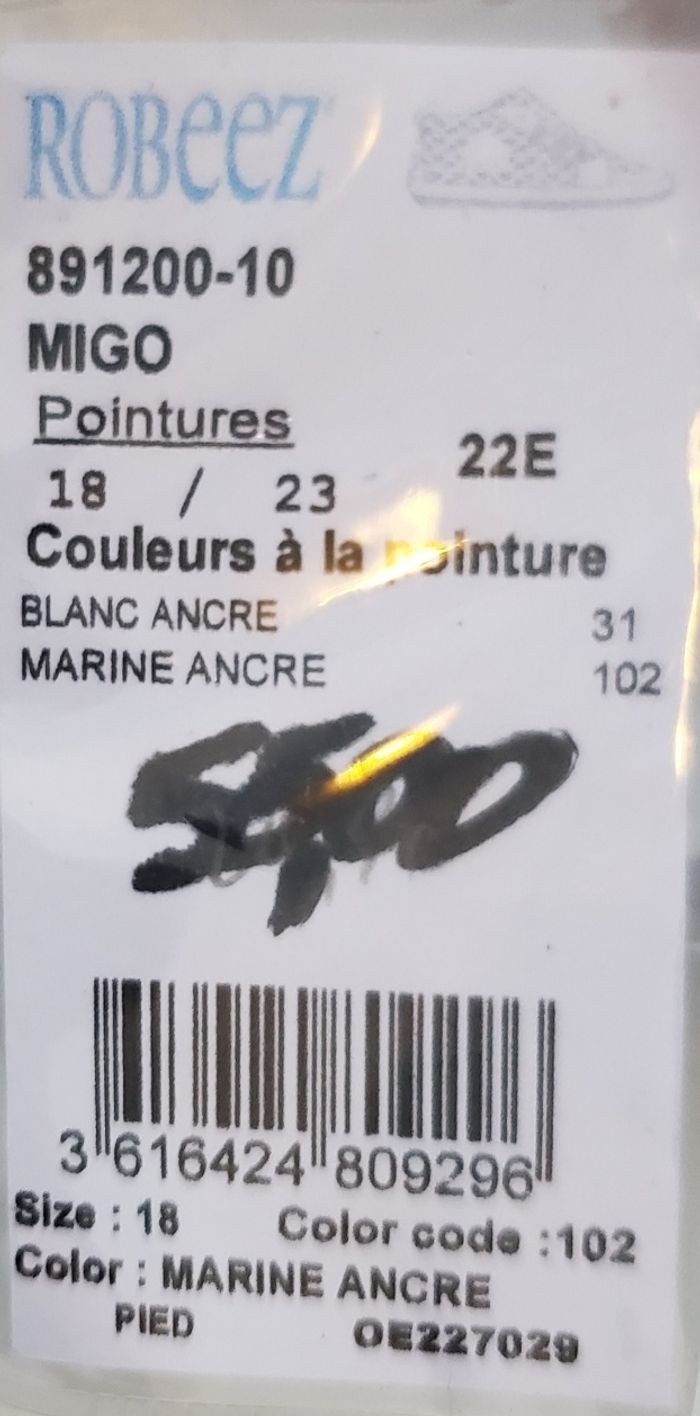 ROBeeZ
891200-10
MIGO
Pointures
22E
18 / 23
Couleurs à la pointure
BLANC ANCRE 31
MARINE ANCRE 102
3 616424 809296
Size : 18 Color code :102
Color : MARINE ANCRE
PIED OE227029